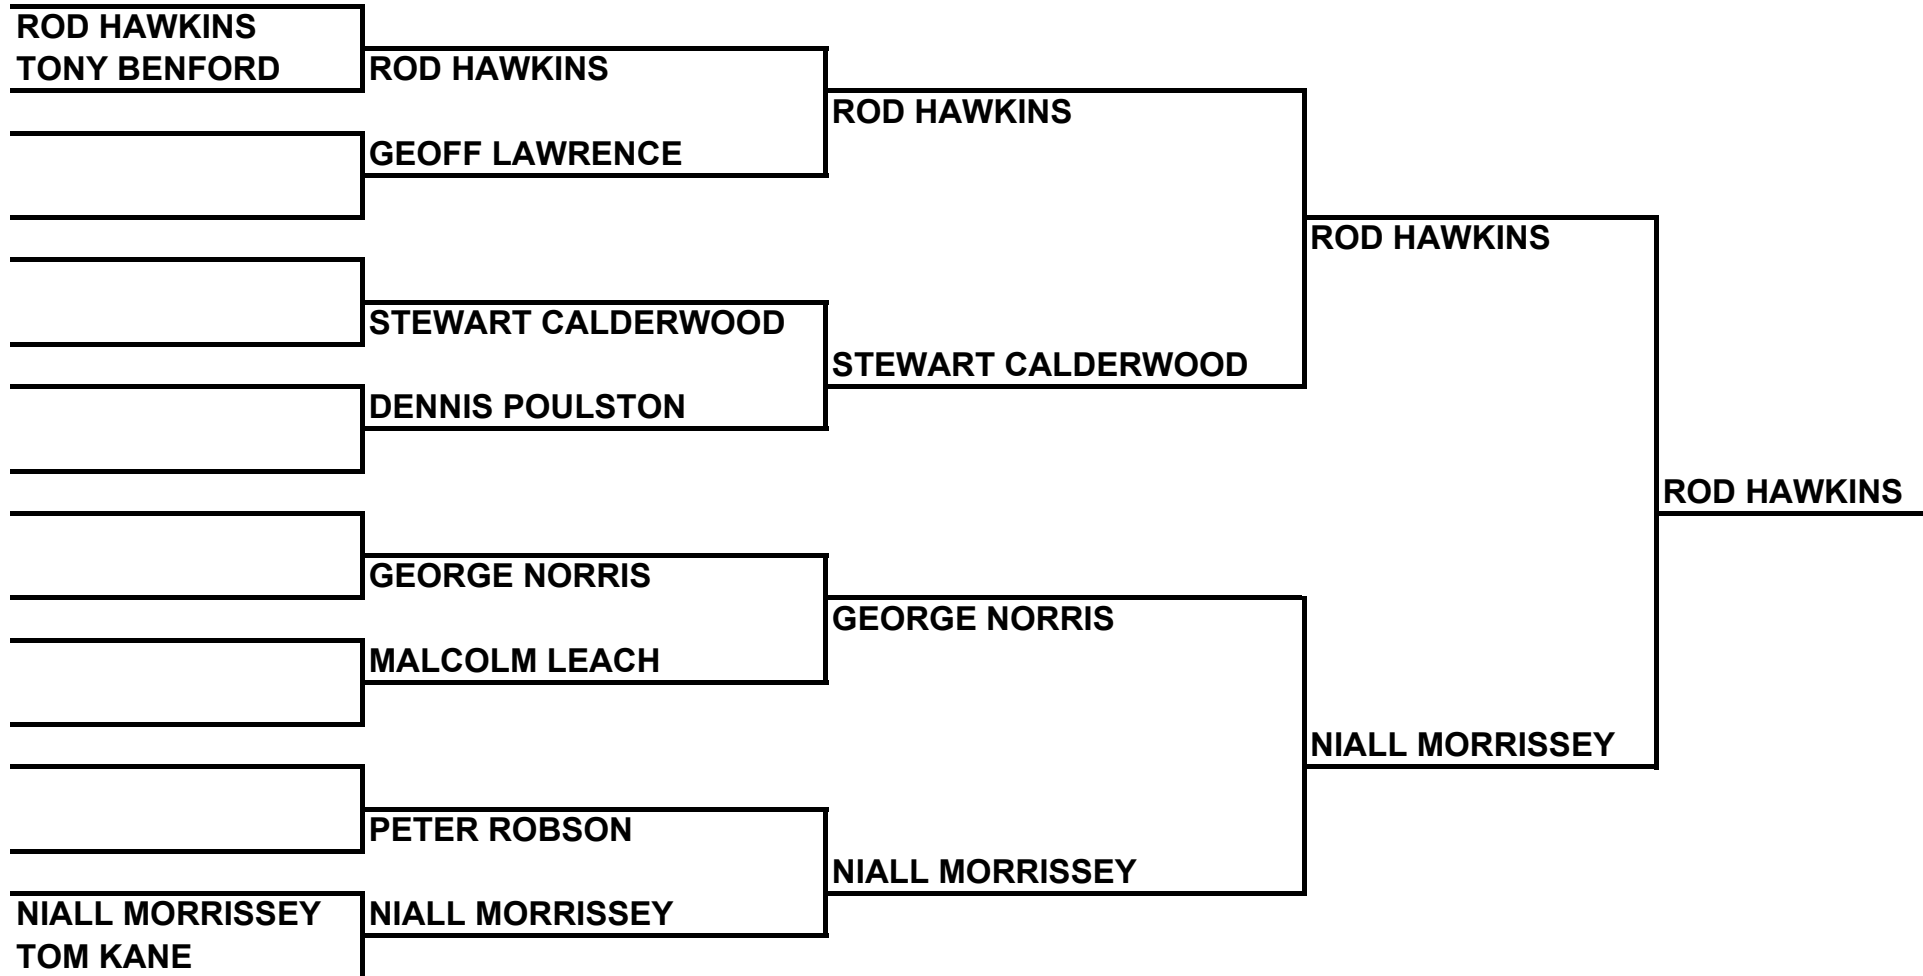 ROD HAWKINS
TONY BENFORD
ROD HAWKINS
GEOFF LAWRENCE
STEWART CALDERWOOD
DENNIS POULSTON
GEORGE NORRIS
MALCOLM LEACH
PETER ROBSON
NIALL MORRISSEY
TOM KANE
NIALL MORRISSEY
ROD HAWKINS
STEWART CALDERWOOD
GEORGE NORRIS
NIALL MORRISSEY
ROD HAWKINS
NIALL MORRISSEY
ROD HAWKINS